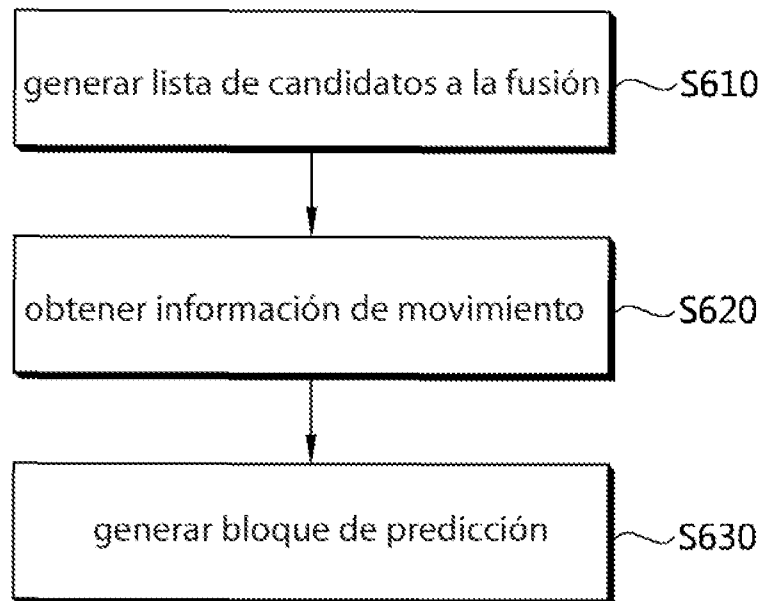 generar lista de candidatos a la fusión S610
obtener información de movimiento S620
generar bloque de predicción S630